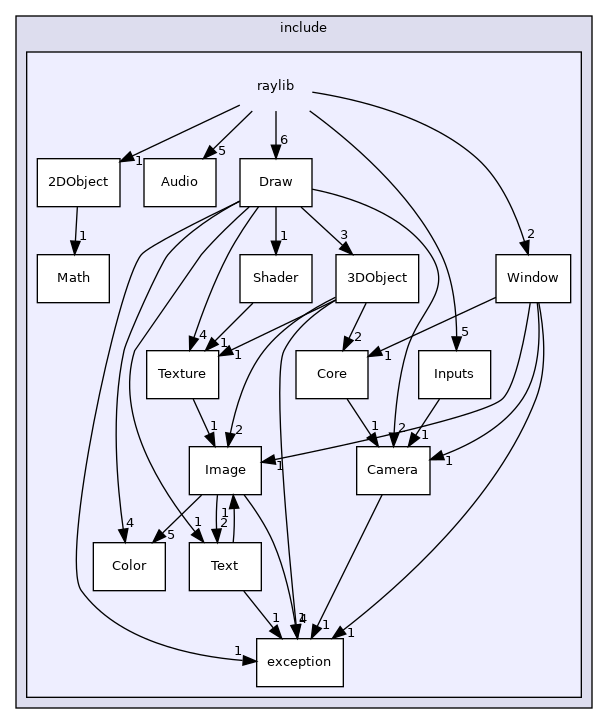 include
raylib
1
5
6
2DObject
Audio
Draw
1
1
3
2
Math
Shader
3DObject
Window
4
1
1
2
1
5
Texture
Core
Inputs
1
2
1
2
1
Image
1
Camera
1
4
5
1
2
1
Color
Text
1
1
4
1
1
1
exception